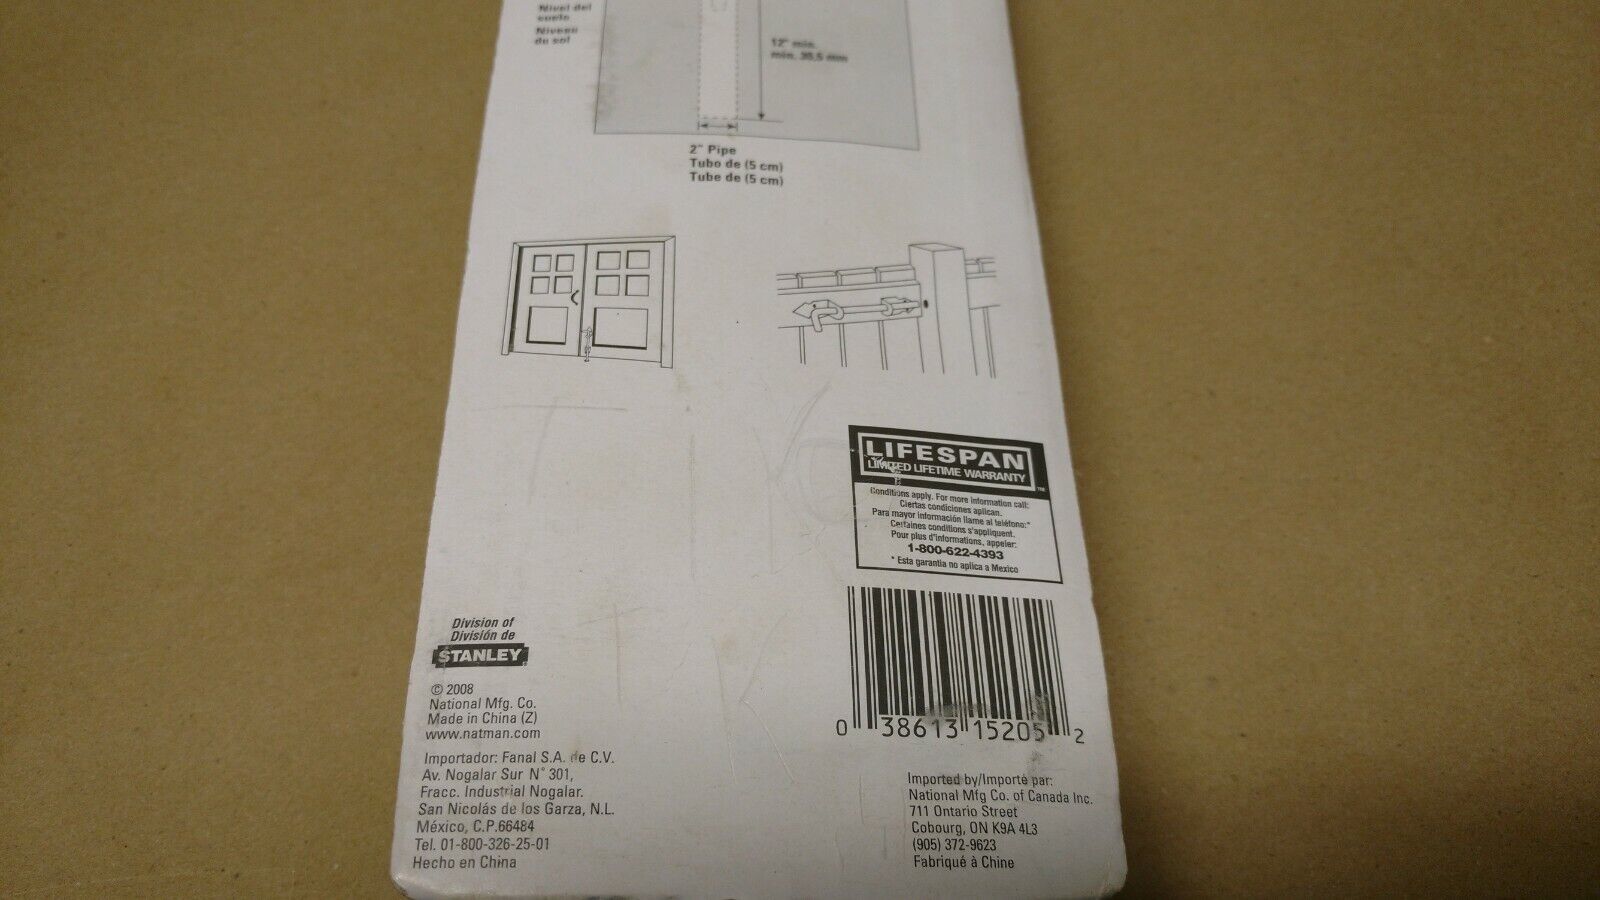 Nivel del
suelo
Niveau
du sol
12" min.
min. 30,5 mm
2" Pipe
Tubo de (5 cm)
Tube de (5 cm)
LIFESPAN
LIMITED LIFETIME WARRANTY
™
Conditions apply. For more information call:
Ciertas condiciones aplican.
Para mayor información llame al teléfono:*
Certaines conditions s'appliquent.
Pour plus d'informations, appeler:
1-800-622-4393
* Esta garantia no aplica a Mexico
Division of
División de
STANLEY
© 2008
National Mfg. Co.
Made in China (Z)
www.natman.com
Importador: Fanal S.A. de C.V.
Av. Nogalar Sur N° 301,
Fracc. Industrial Nogalar.
San Nicolás de los Garza, N.L.
México, C.P.66484
Tel. 01-800-326-25-01
Hecho en China
0 38613 15205 2
Imported by/Importé par:
National Mfg Co. of Canada Inc.
711 Ontario Street
Cobourg, ON K9A 4L3
(905) 372-9623
Fabriqué à Chine